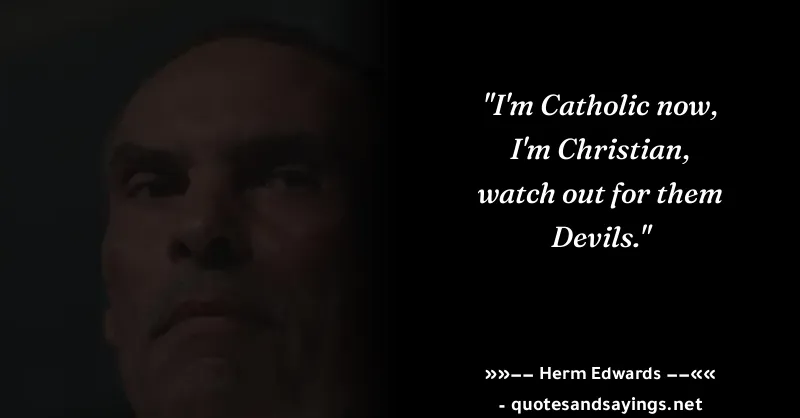 "I'm Catholic now,
I'm Christian,
watch out for them
Devils."
»»−− Herm Edwards −−««
- quotesandsayings.net